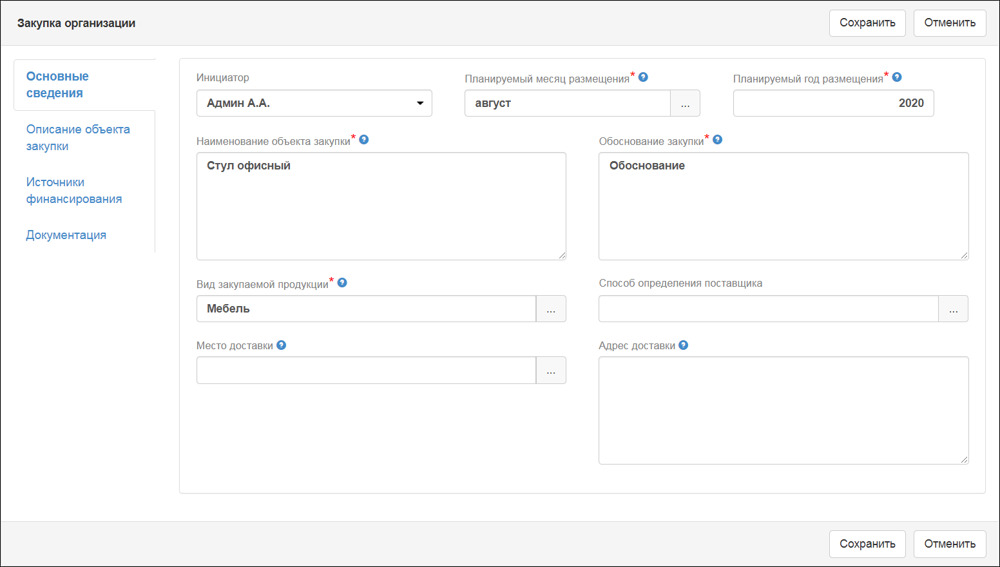 Закупка организации
Сохранить
Отменить
Основные
сведения
Описание объекта
закупки
Источники
финансирования
Документация
Инициатор
Планируемый месяц размещения* ?
Планируемый год размещения* ?
Админ А.А.
август
...
2020
Наименование объекта закупки* ?
Обоснование закупки* ?
Стул офисный
Обоснование
Вид закупаемой продукции* ?
Способ определения поставщика
Мебель
...
...
Место доставки ?
Адрес доставки ?
...
Сохранить
Отменить